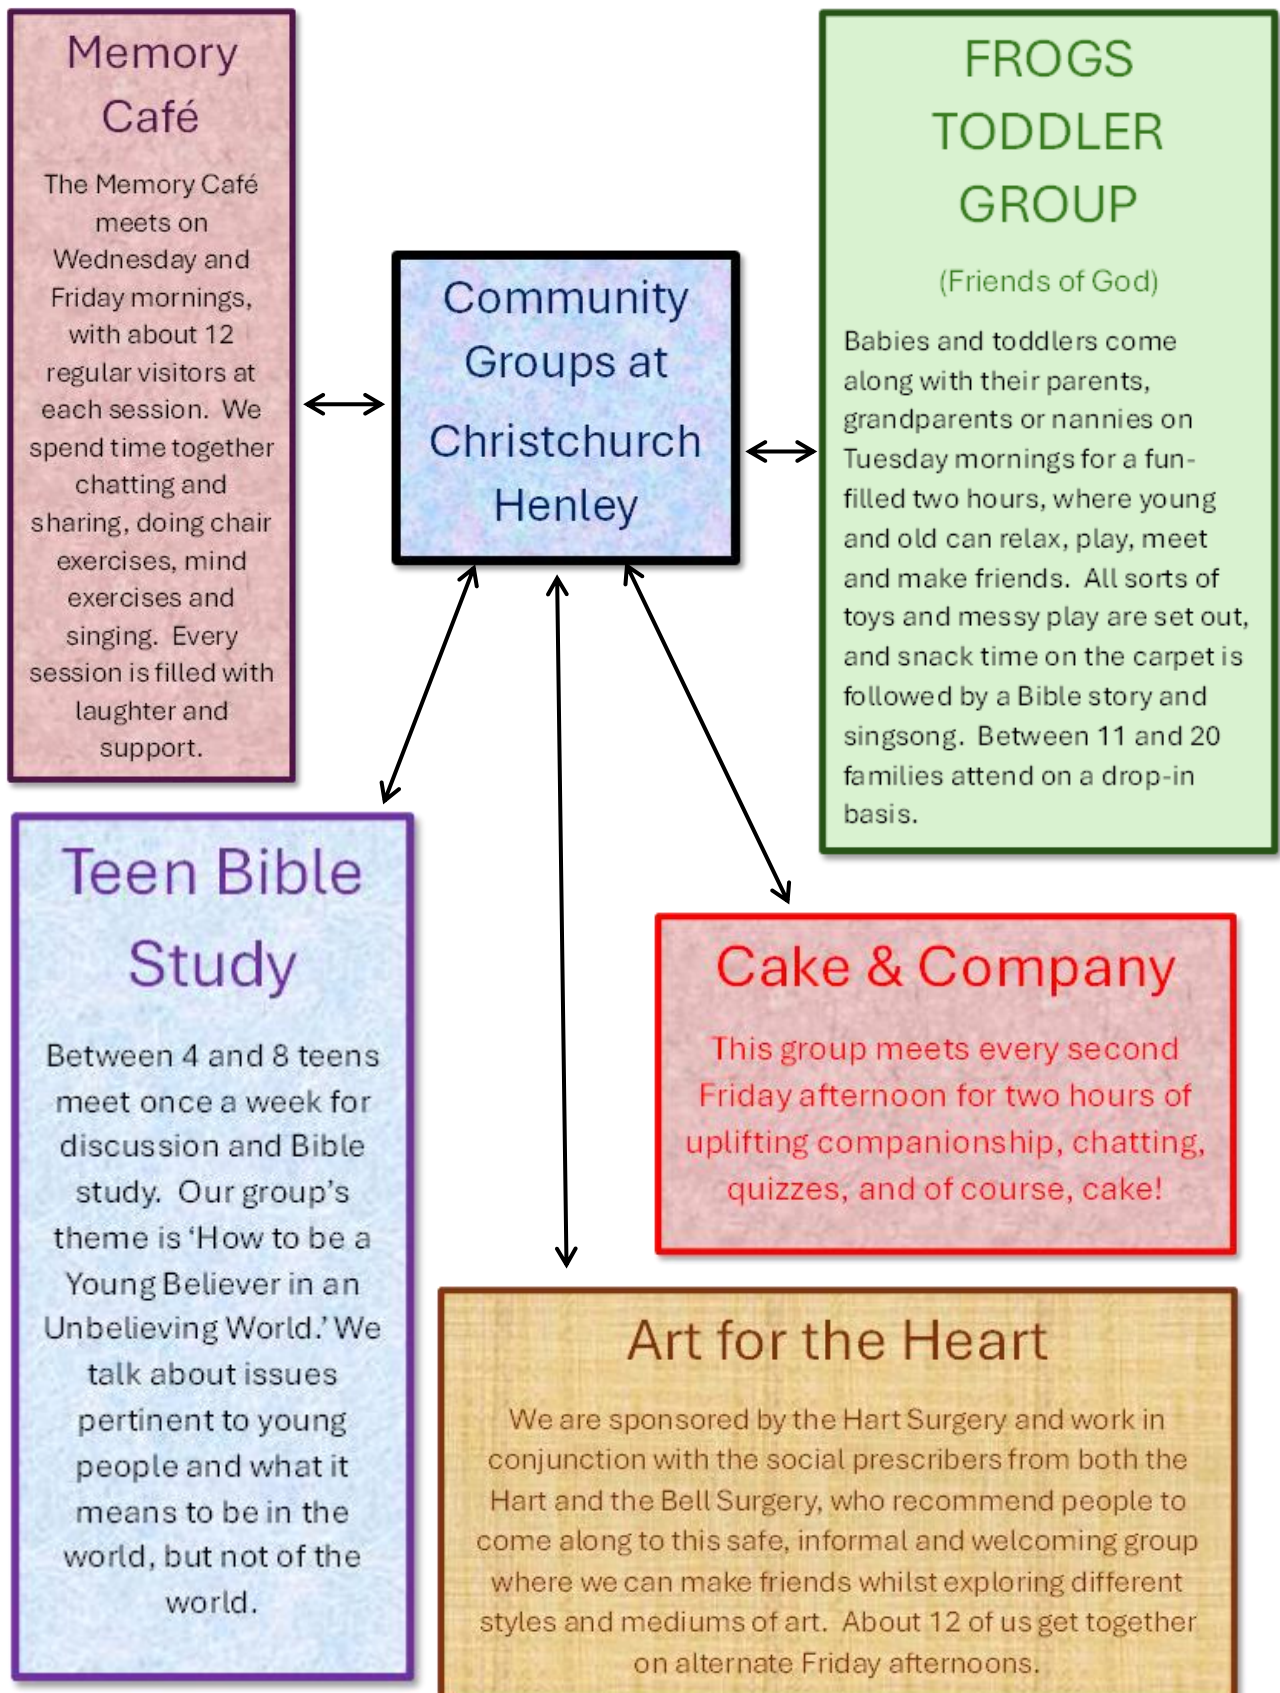 Memory
Café
The Memory Café
meets on
Wednesday and
Friday mornings,
with about 12
regular visitors at
each session.  We
spend time together
chatting and
sharing, doing chair
exercises, mind
exercises and
singing.  Every
session is filled with
laughter and
support.
Community
Groups at
Christchurch
Henley
FROGS
TODDLER
GROUP
(Friends of God)
Babies and toddlers come
along with their parents,
grandparents or nannies on
Tuesday mornings for a fun-
filled two hours, where young
and old can relax, play, meet
and make friends.  All sorts of
toys and messy play are set out,
and snack time on the carpet is
followed by a Bible story and
singsong.  Between 11 and 20
families attend on a drop-in
basis.
Teen Bible
Study
Between 4 and 8 teens
meet once a week for
discussion and Bible
study.  Our group’s
theme is ‘How to be a
Young Believer in an
Unbelieving World.’ We
talk about issues
pertinent to young
people and what it
means to be in the
world, but not of the
world.
Cake & Company
This group meets every second
Friday afternoon for two hours of
uplifting companionship, chatting,
quizzes, and of course, cake!
Art for the Heart
We are sponsored by the Hart Surgery and work in
conjunction with the social prescribers from both the
Hart and the Bell Surgery, who recommend people to
come along to this safe, informal and welcoming group
where we can make friends whilst exploring different
styles and mediums of art.  About 12 of us get together
on alternate Friday afternoons.